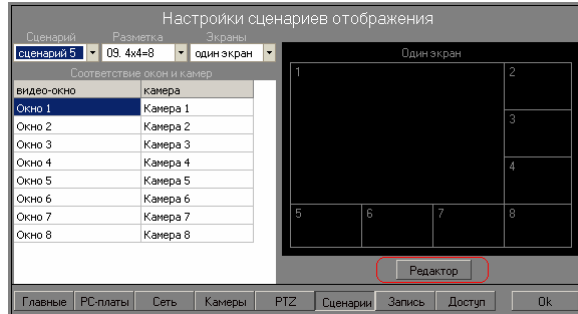 Настройки сценариев отображения
Сценарий Разметка Экраны
сценарий 5 09. 4x4=8 один экран
Соответствие окон и камер
видео-окно камера
Окно 1 Камера 1
Окно 2 Камера 2
Окно 3 Камера 3
Окно 4 Камера 4
Окно 5 Камера 5
Окно 6 Камера 6
Окно 7 Камера 7
Окно 8 Камера 8
Один экран
1 2
3
4
5 6 7 8
Редактор
Главные PC-платы Сеть Камеры PTZ Сценарии Запись Доступ Ok